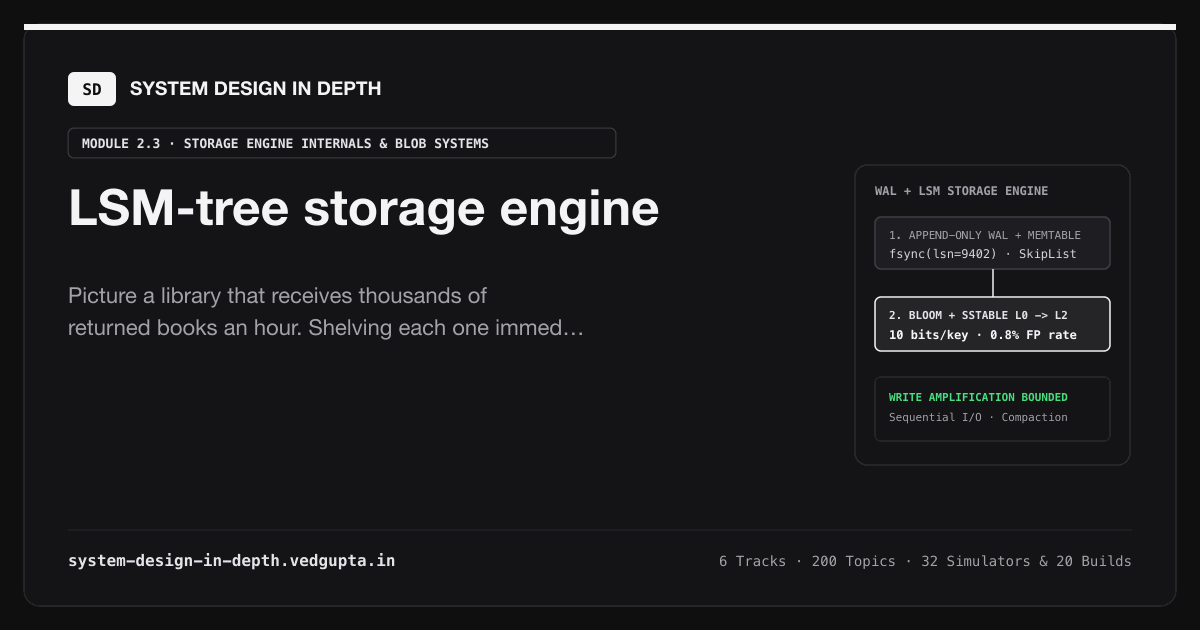 SD
SYSTEM DESIGN IN DEPTH
MODULE 2.3 · STORAGE ENGINE INTERNALS & BLOB SYSTEMS
LSM-tree storage engine
Picture a library that receives thousands of
returned books an hour. Shelving each one immed…
WAL + LSM STORAGE ENGINE
1. APPEND-ONLY WAL + MEMTABLE
fsync(lsn=9402) · SkipList
2. BLOOM + SSTABLE L0 -> L2
10 bits/key · 0.8% FP rate
WRITE AMPLIFICATION BOUNDED
Sequential I/O · Compaction
system-design-in-depth.vedgupta.in
6 Tracks · 200 Topics · 32 Simulators & 20 Builds